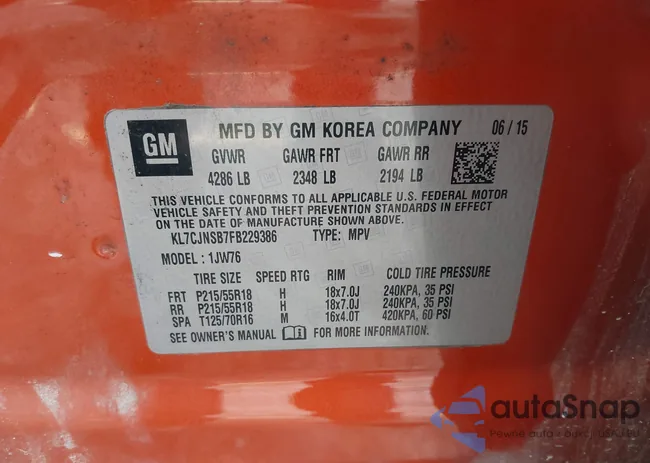 GM
MFD BY GM KOREA COMPANY 06 / 15
GVWR GAWR FRT GAWR RR
4286 LB 2348 LB 2194 LB
THIS VEHICLE CONFORMS TO ALL APPLICABLE U.S. FEDERAL MOTOR
VEHICLE SAFETY AND THEFT PREVENTION STANDARDS IN EFFECT
ON THE DATE OF MANUFACTURE SHOWN ABOVE.
KL7CJNSB7FB229386 TYPE: MPV
MODEL : 1JW76
TIRE SIZE SPEED RTG RIM COLD TIRE PRESSURE
FRT P215/55R18 H 18x7.0J 240KPA, 35 PSI
RR P215/55R18 H 18x7.0J 240KPA, 35 PSI
SPA T125/70R16 M 16x4.0T 420KPA, 60 PSI
SEE OWNER'S MANUAL FOR MORE INFORMATION
autoSnap
Pewne auto z aukcji